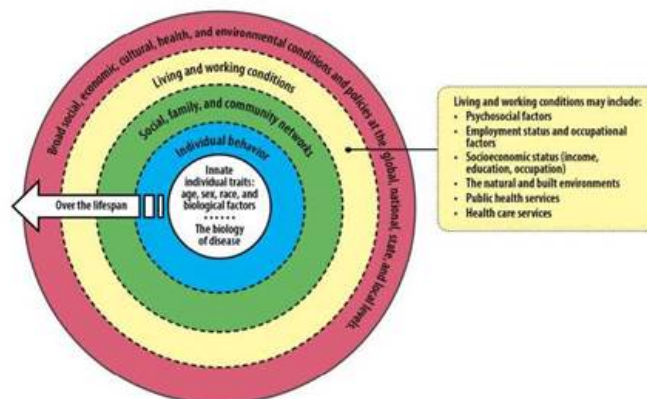 Broad social, economic, cultural, health, and environmental conditions and policies at the global, national, state, and local levels.
Living and working conditions
Social, family, and community networks
Individual behavior
Innate
individual traits:
age, sex, race, and
biological factors
The biology
of disease
Over the lifespan
Living and working conditions may include:
• Psychosocial factors
• Employment status and occupational
factors
• Socioeconomic status (income,
education, occupation)
• The natural and built environments
• Public health services
• Health care services